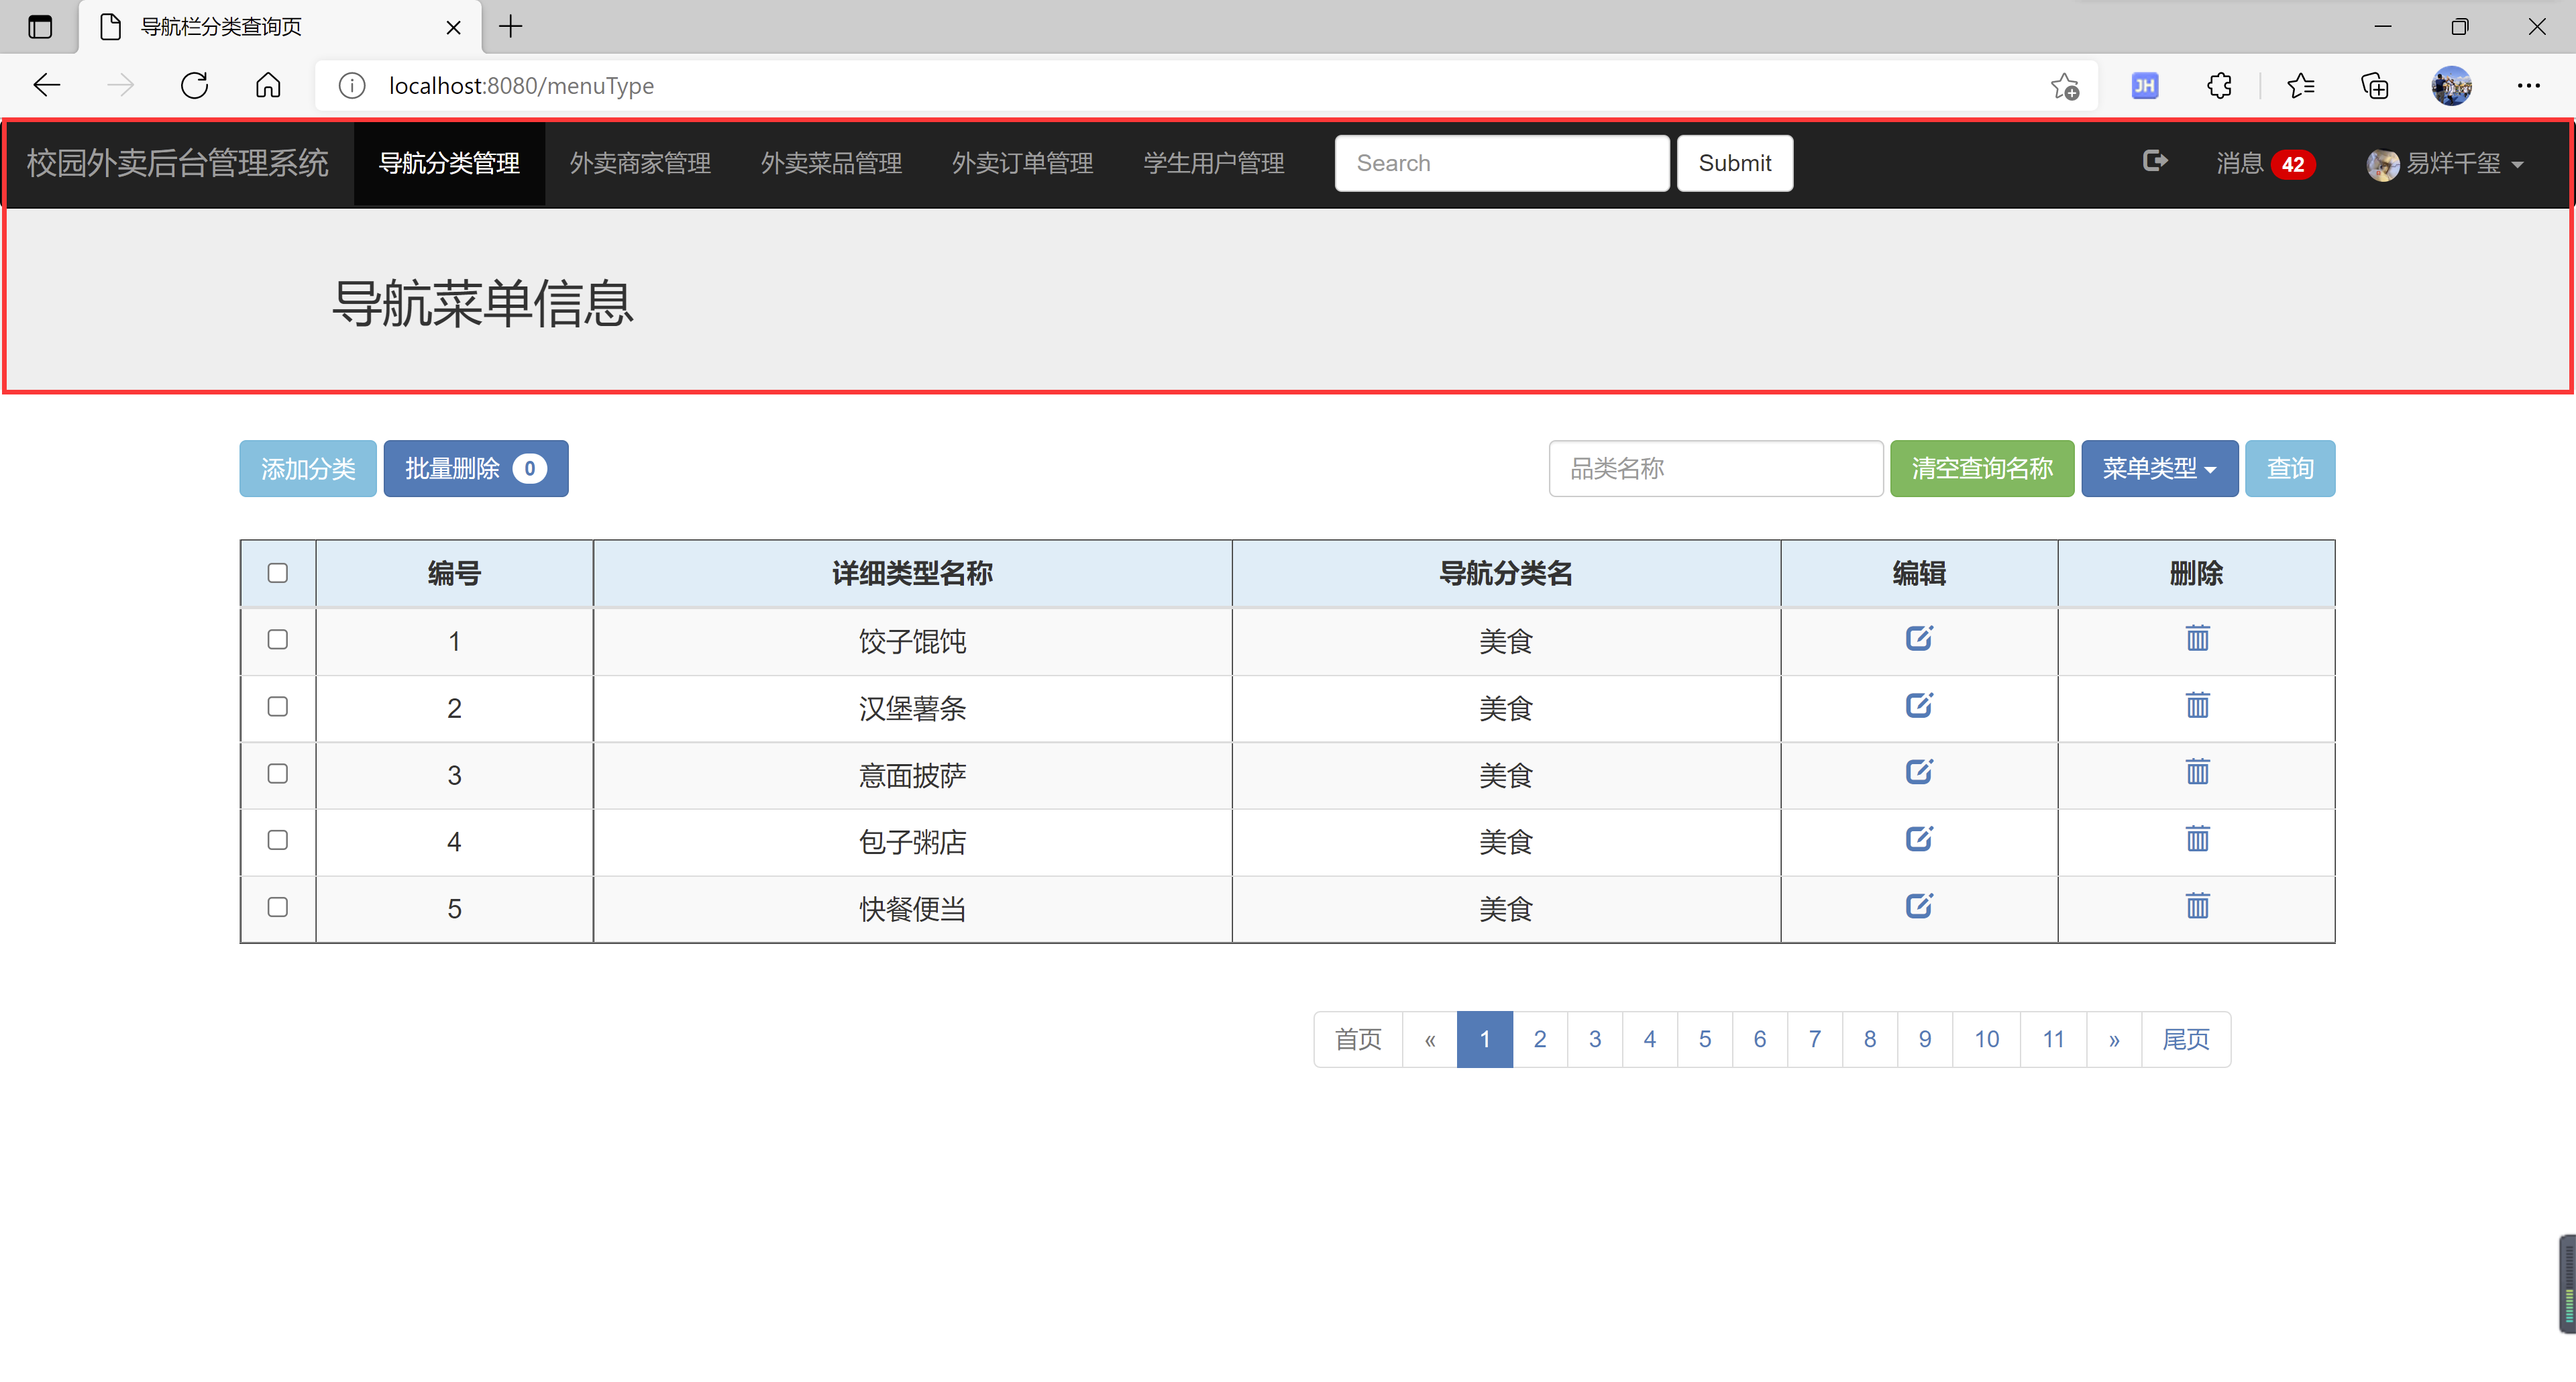 导航栏分类查询页
localhost:8080/menuType
JH
校园外卖后台管理系统 导航分类管理 外卖商家管理 外卖菜品管理 外卖订单管理 学生用户管理 Search Submit 消息 42 易烊千玺
导航菜单信息
添加分类 批量删除 0 品类名称 清空查询名称 菜单类型 查询
编号 详细类型名称 导航分类名 编辑 删除
1 饺子馄饨 美食
2 汉堡薯条 美食
3 意面披萨 美食
4 包子粥店 美食
5 快餐便当 美食
首页 « 1 2 3 4 5 6 7 8 9 10 11 » 尾页